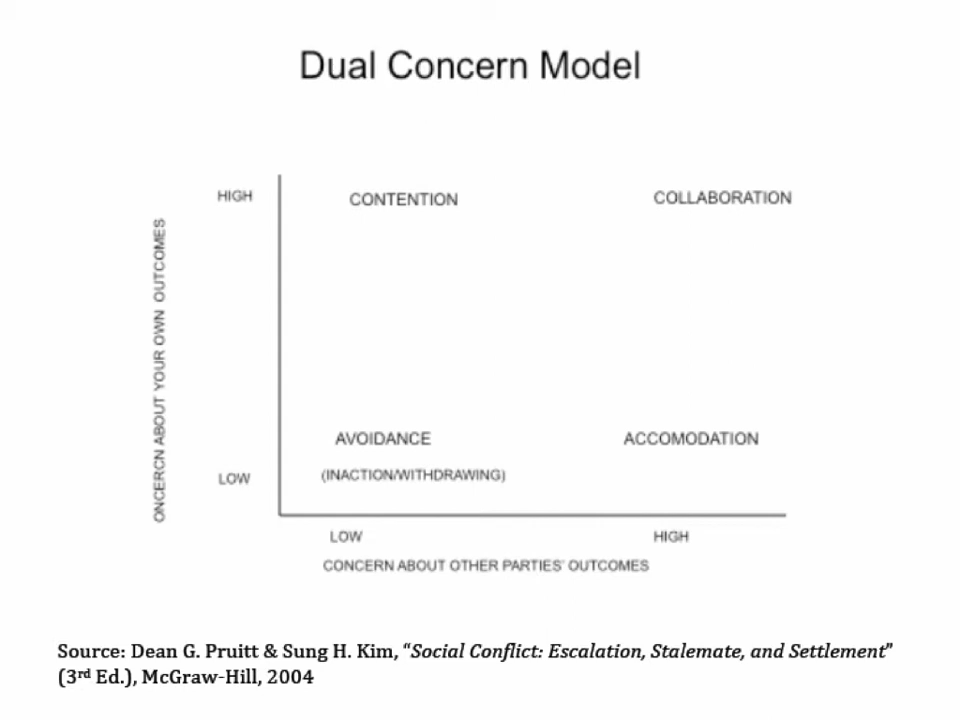 Dual Concern Model
HIGH
CONTENTION
COLLABORATION
ONCERCN ABOUT YOUR OWN OUTCOMES
AVOIDANCE
ACCOMODATION
(INACTION/WITHDRAWING)
LOW
LOW
HIGH
CONCERN ABOUT OTHER PARTIES' OUTCOMES
Source: Dean G. Pruitt & Sung H. Kim, “Social Conflict: Escalation, Stalemate, and Settlement”
(3rd Ed.), McGraw-Hill, 2004